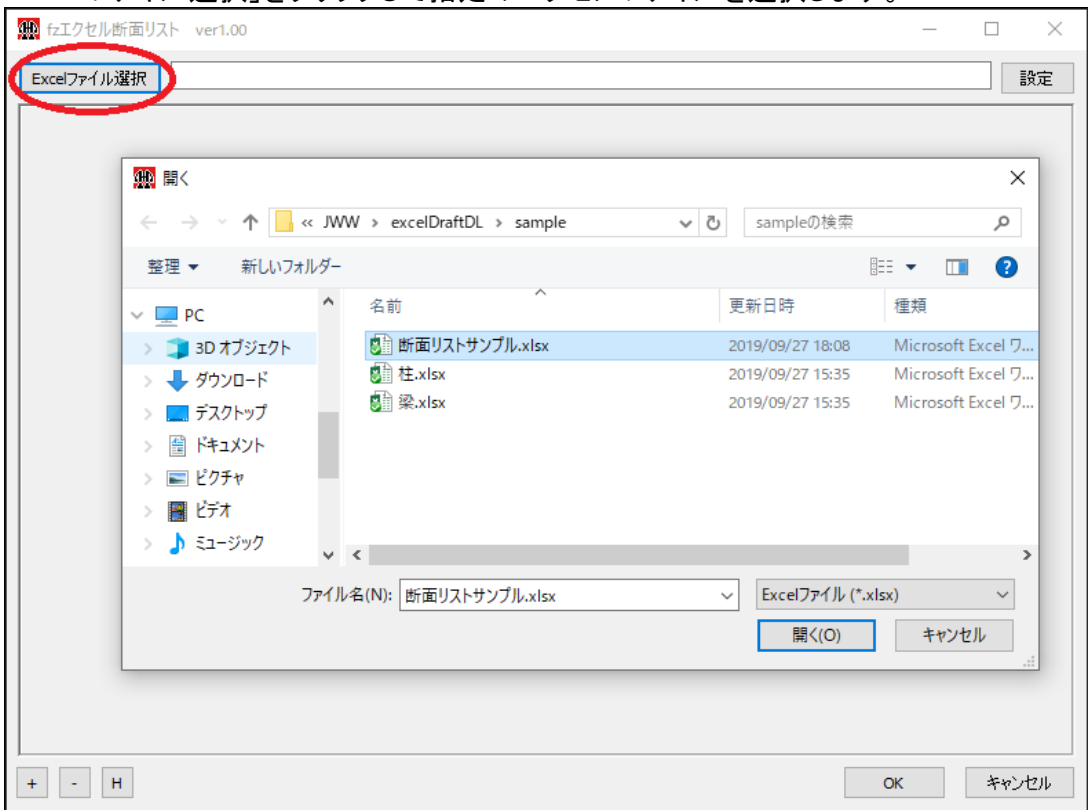 fzエクセル断面リスト ver1.00
Excelファイル選択
設定
開く
« JWW › excelDraftDL › sample
sampleの検索
整理
新しいフォルダー
名前
更新日時
種類
PC
3D オブジェクト
ダウンロード
デスクトップ
ドキュメント
ピクチャ
ビデオ
ミュージック
断面リストサンプル.xlsx 2019/09/27 18:08 Microsoft Excel ワ...
柱.xlsx 2019/09/27 15:35 Microsoft Excel ワ...
梁.xlsx 2019/09/27 15:35 Microsoft Excel ワ...
ファイル名(N): 断面リストサンプル.xlsx
Excelファイル (*.xlsx)
開く(O)
キャンセル
+ - H
OK
キャンセル